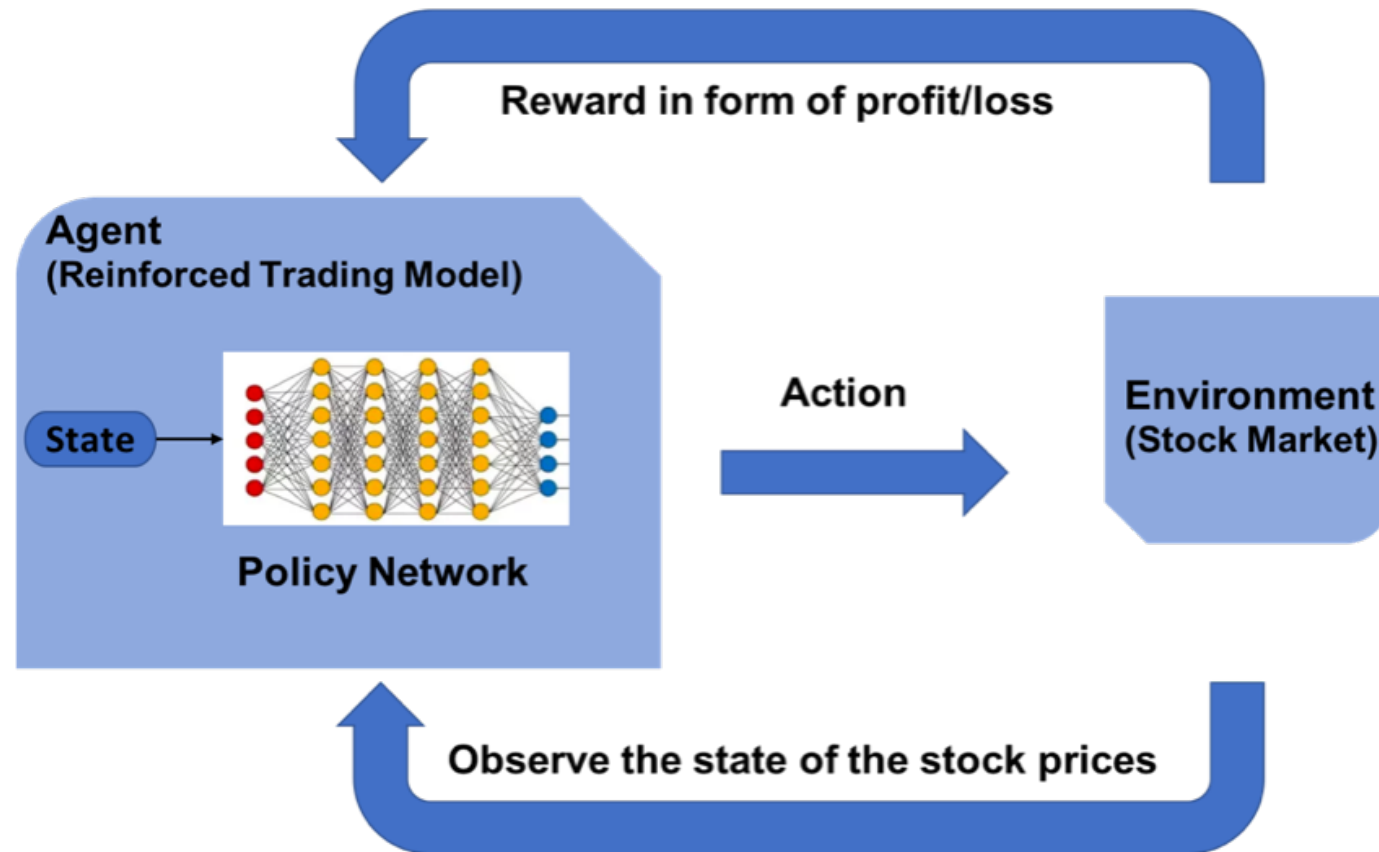 Reward in form of profit/loss
Agent
(Reinforced Trading Model)
State
Policy Network
Action
Environment
(Stock Market)
Observe the state of the stock prices